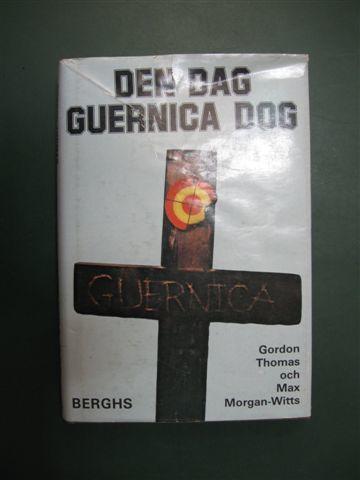 DEN DAG
GUERNICA DOG
GUERNICA
Gordon
Thomas
och
Max
Morgan-Witts
BERGHS